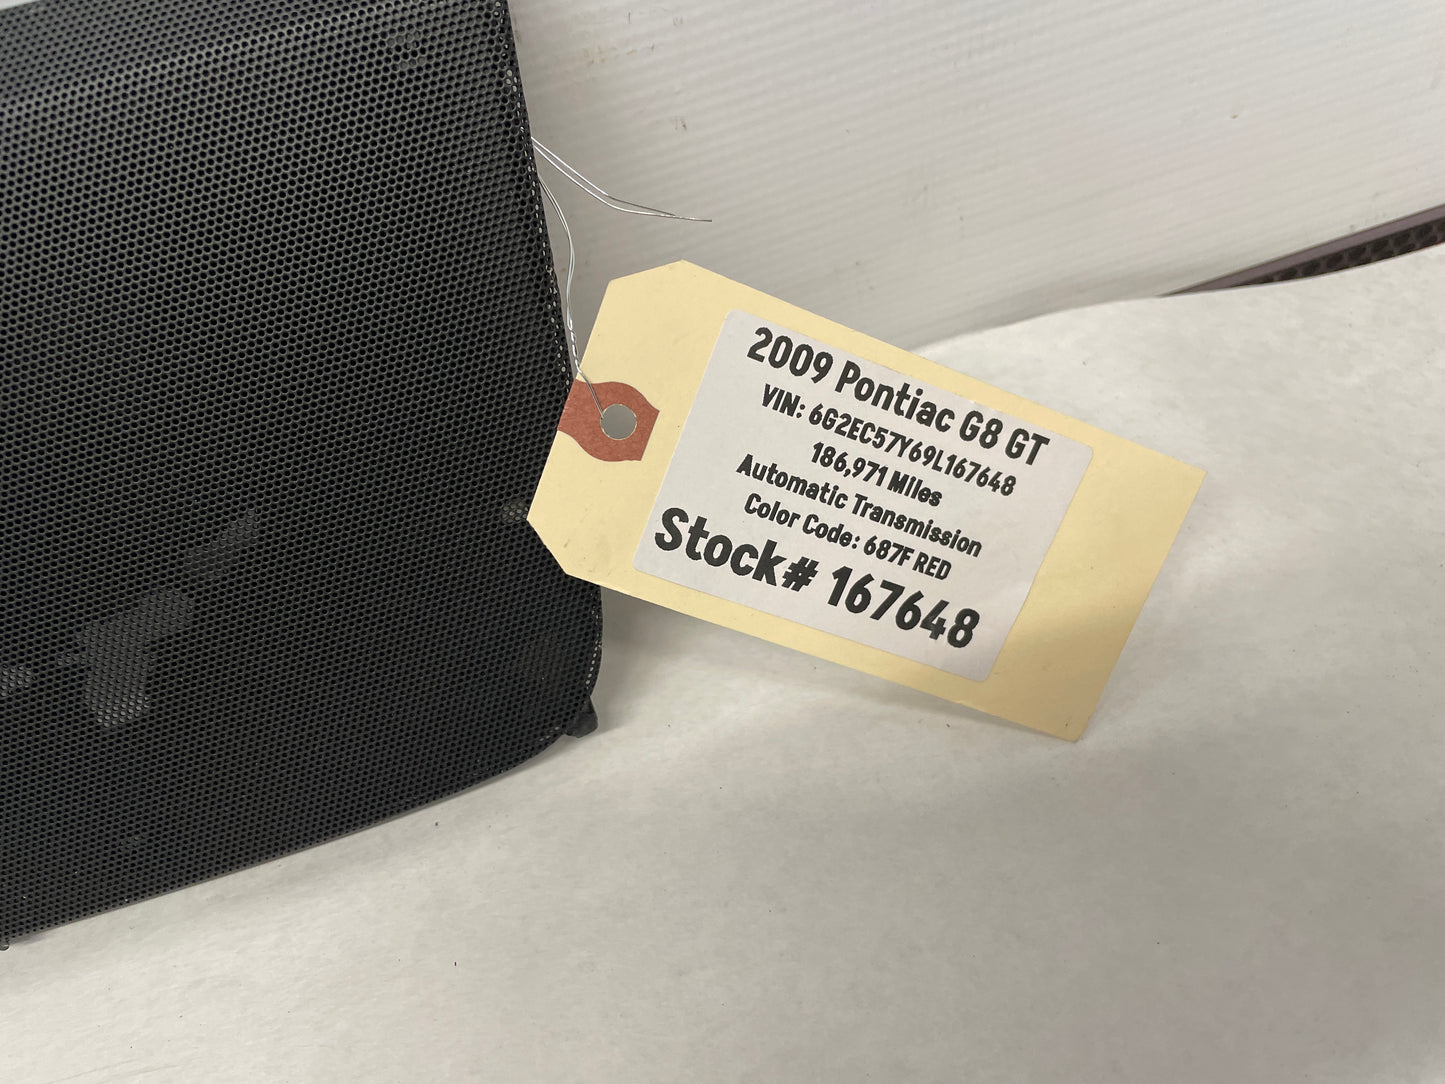 2009 Pontiac G8 GT
VIN: 6G2EC57Y69L167648
186,971 Miles
Automatic Transmission
Color Code: 687F RED
Stock# 167648